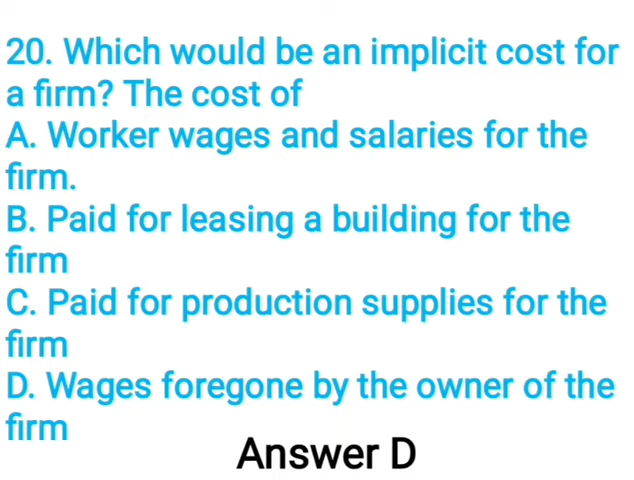 20. Which would be an implicit cost for
a firm? The cost of
A. Worker wages and salaries for the
firm.
B. Paid for leasing a building for the
firm
C. Paid for production supplies for the
firm
D. Wages foregone by the owner of the
firm
Answer D